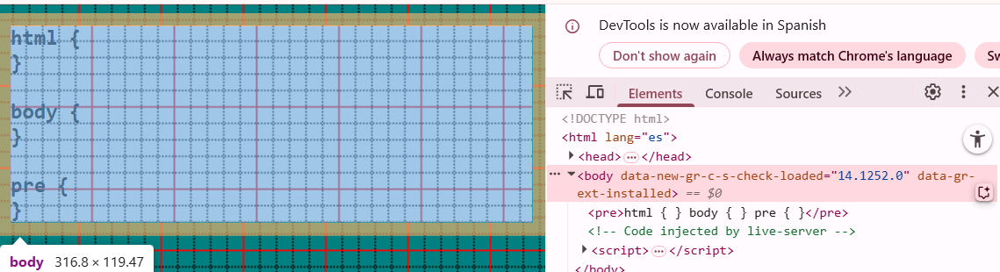 html {
}
body {
}
pre {
}
body 316.8 × 119.47
DevTools is now available in Spanish
Don't show again
Always match Chrome's language
Sw
Elements
Console
Sources
<!DOCTYPE html>
<html lang="es">
<head> ••• </head>
<body data-new-gr-c-s-check-loaded="14.1252.0" data-gr-
ext-installed> == $0
<pre>html { } body { } pre { }</pre>
<!-- Code injected by live-server -->
<script> ••• </script>
</body>